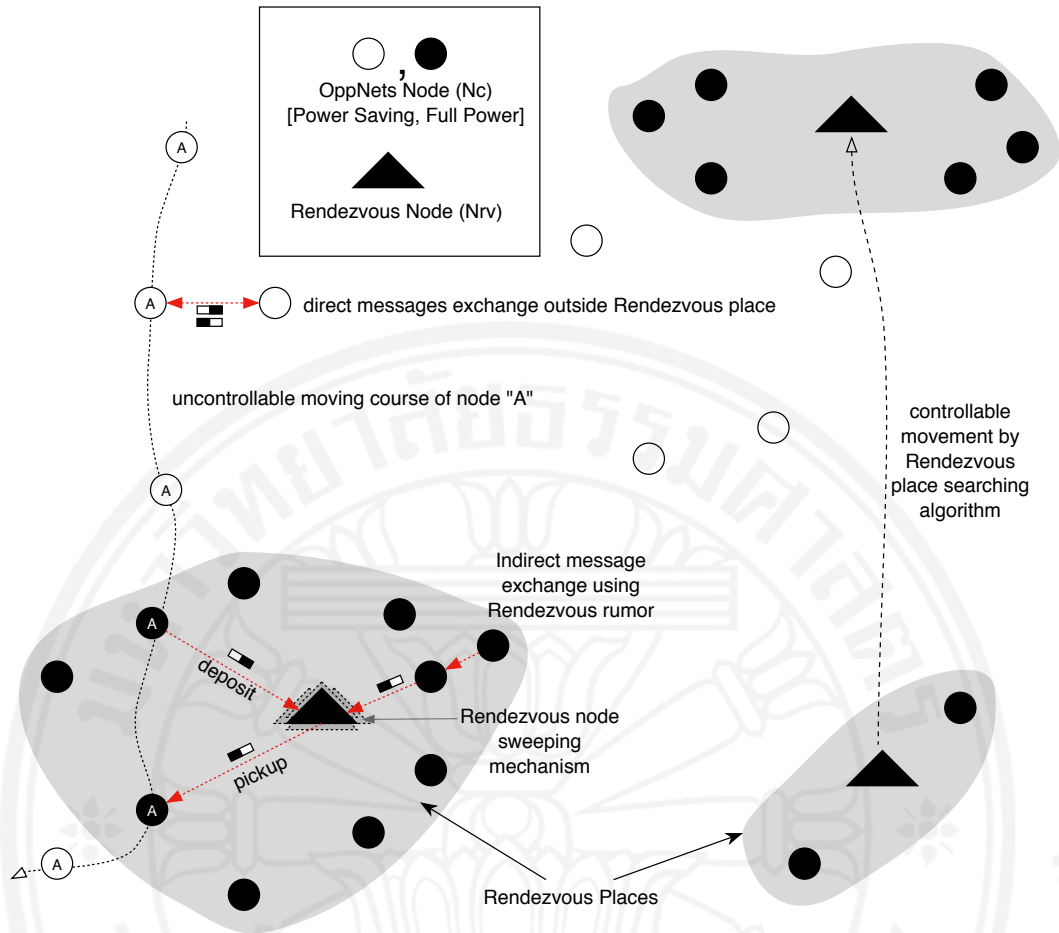 ,
OppNets Node (Nc)
[Power Saving, Full Power]
Rendezvous Node (Nrv)
A
A
direct messages exchange outside Rendezvous place
uncontrollable moving course of node "A"
A
controllable
movement by
Rendezvous
place searching
algorithm
Indirect message
exchange using
Rendezvous rumor
A
deposit
Rendezvous node
sweeping
mechanism
pickup
A
A
Rendezvous Places